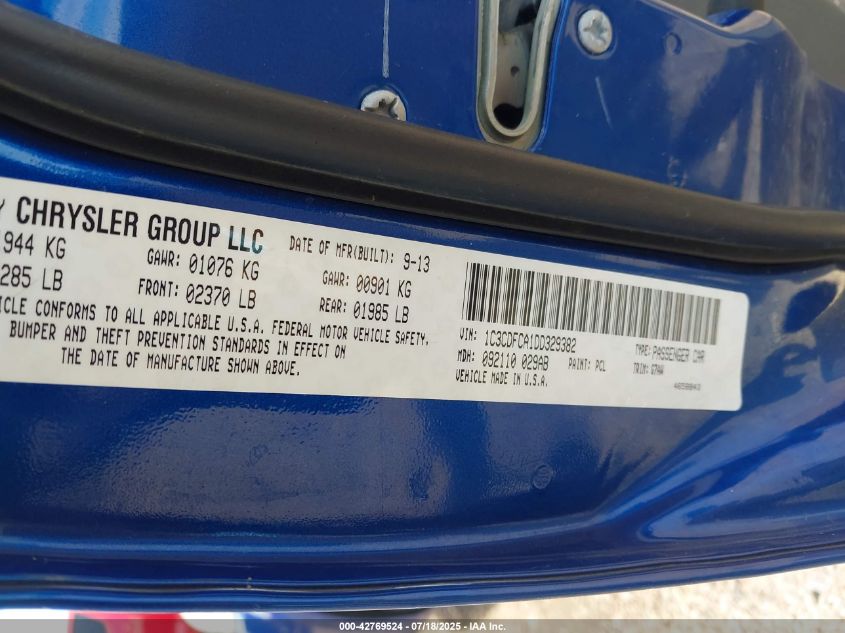 CHRYSLER GROUP LLC
DATE OF MFR(BUILT): 9-13
944 KG GAWR: 01076 KG GAWR: 00901 KG
285 LB FRONT: 02370 LB REAR: 01985 LB
ICLE CONFORMS TO ALL APPLICABLE U.S.A. FEDERAL MOTOR VEHICLE SAFETY,
BUMPER AND THEFT PREVENTION STANDARDS IN EFFECT ON
THE DATE OF MANUFACTURE SHOWN ABOVE.
VIN: 1C3CDFCA1DD329382 TYPE: PASSENGER CAR
MDH: 092110 029AB PAINT: PCL TRIM:
VEHICLE MADE IN U.S.A.
000-42769524 - 07/18/2025 - IAA Inc.